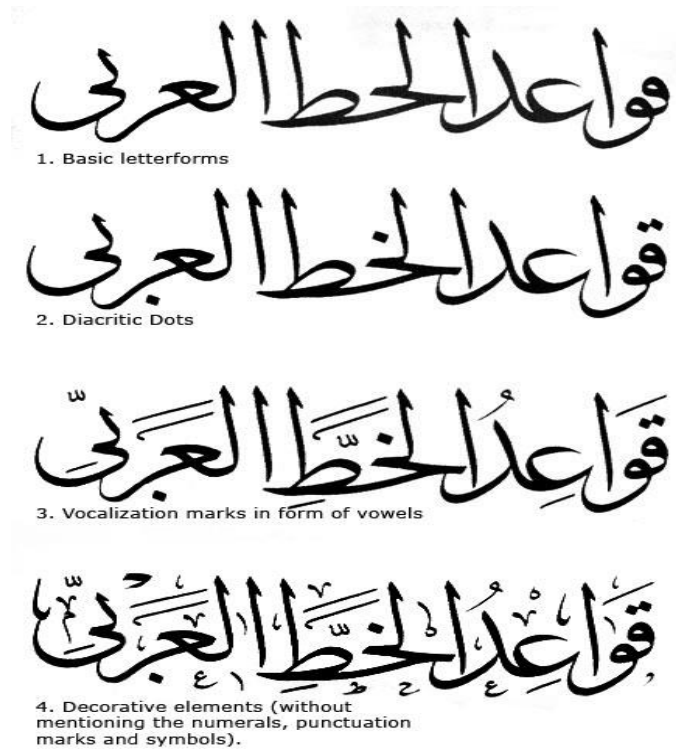 ٯواعد الحط العرٮى
1. Basic letterforms
قواعد الخط العربى
2. Diacritic Dots
قَوَاعِدُ الخَطِّ العَرَبِىّ
3. Vocalization marks in form of vowels
قَوَاعِدُ الخَطِّ العَرَبِىّ
4. Decorative elements (without
mentioning the numerals, punctuation
marks and symbols).